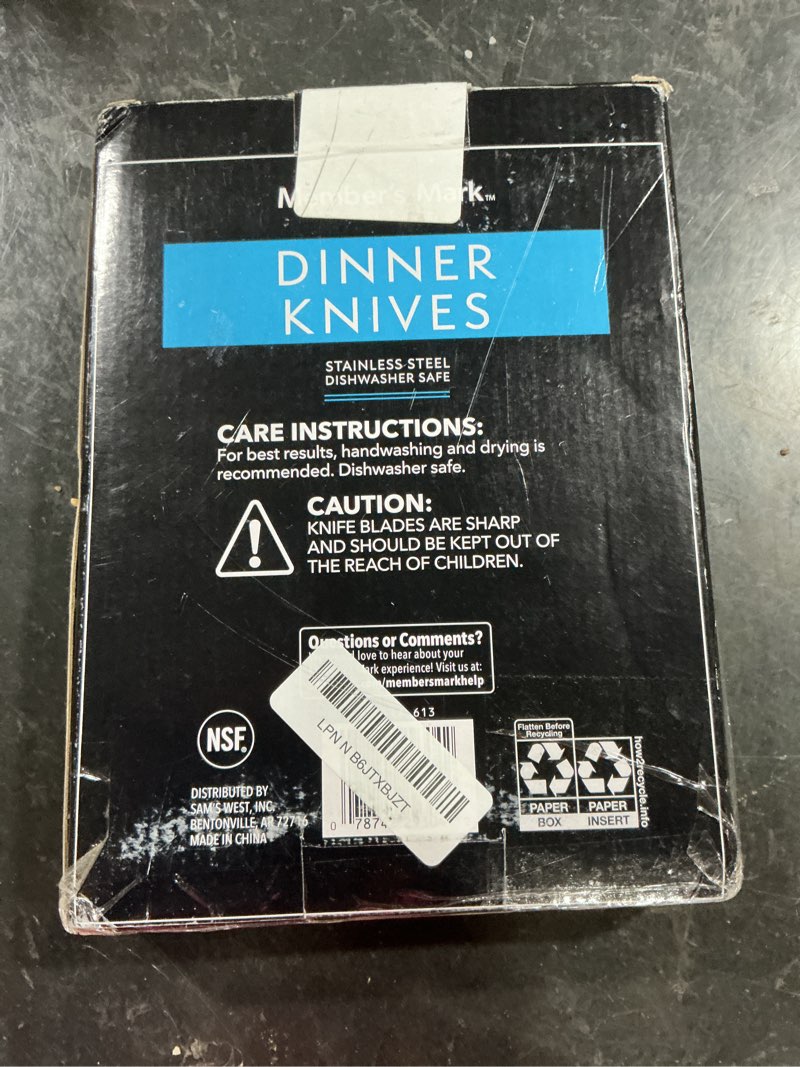 Member's Mark™
DINNER
KNIVES
STAINLESS STEEL
DISHWASHER SAFE
CARE INSTRUCTIONS:
For best results, handwashing and drying is
recommended. Dishwasher safe.
CAUTION:
KNIFE BLADES ARE SHARP
AND SHOULD BE KEPT OUT OF
THE REACH OF CHILDREN.
Questions or Comments?
love to hear about your
experience! Visit us at:
/membersmarkhelp
613
LPN N B6JTXBJZT
0 7874
NSF®
DISTRIBUTED BY
SAM'S WEST, INC.
BENTONVILLE, AR 72716
MADE IN CHINA
Flatten Before
Recycling
PAPER PAPER
BOX INSERT
how2recycle.info